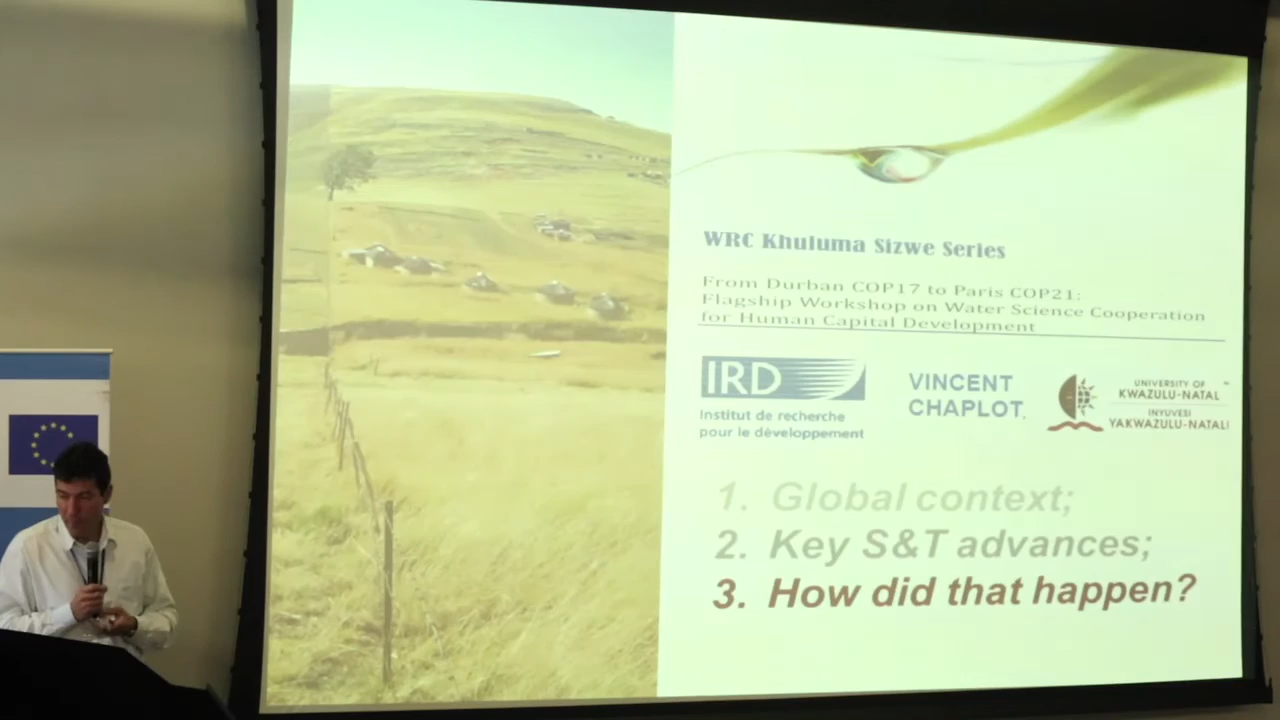 WRC Khuluma Sizwe Series
From Durban COP17 to Paris COP21:
Flagship Workshop on Water Science Cooperation
for Human Capital Development
IRD
Institut de recherche
pour le développement
VINCENT
CHAPLOT.
UNIVERSITY OF
KWAZULU-NATAL
INYUVESI
YAKWAZULU-NATALI
1. Global context;
2. Key S&T advances;
3. How did that happen?